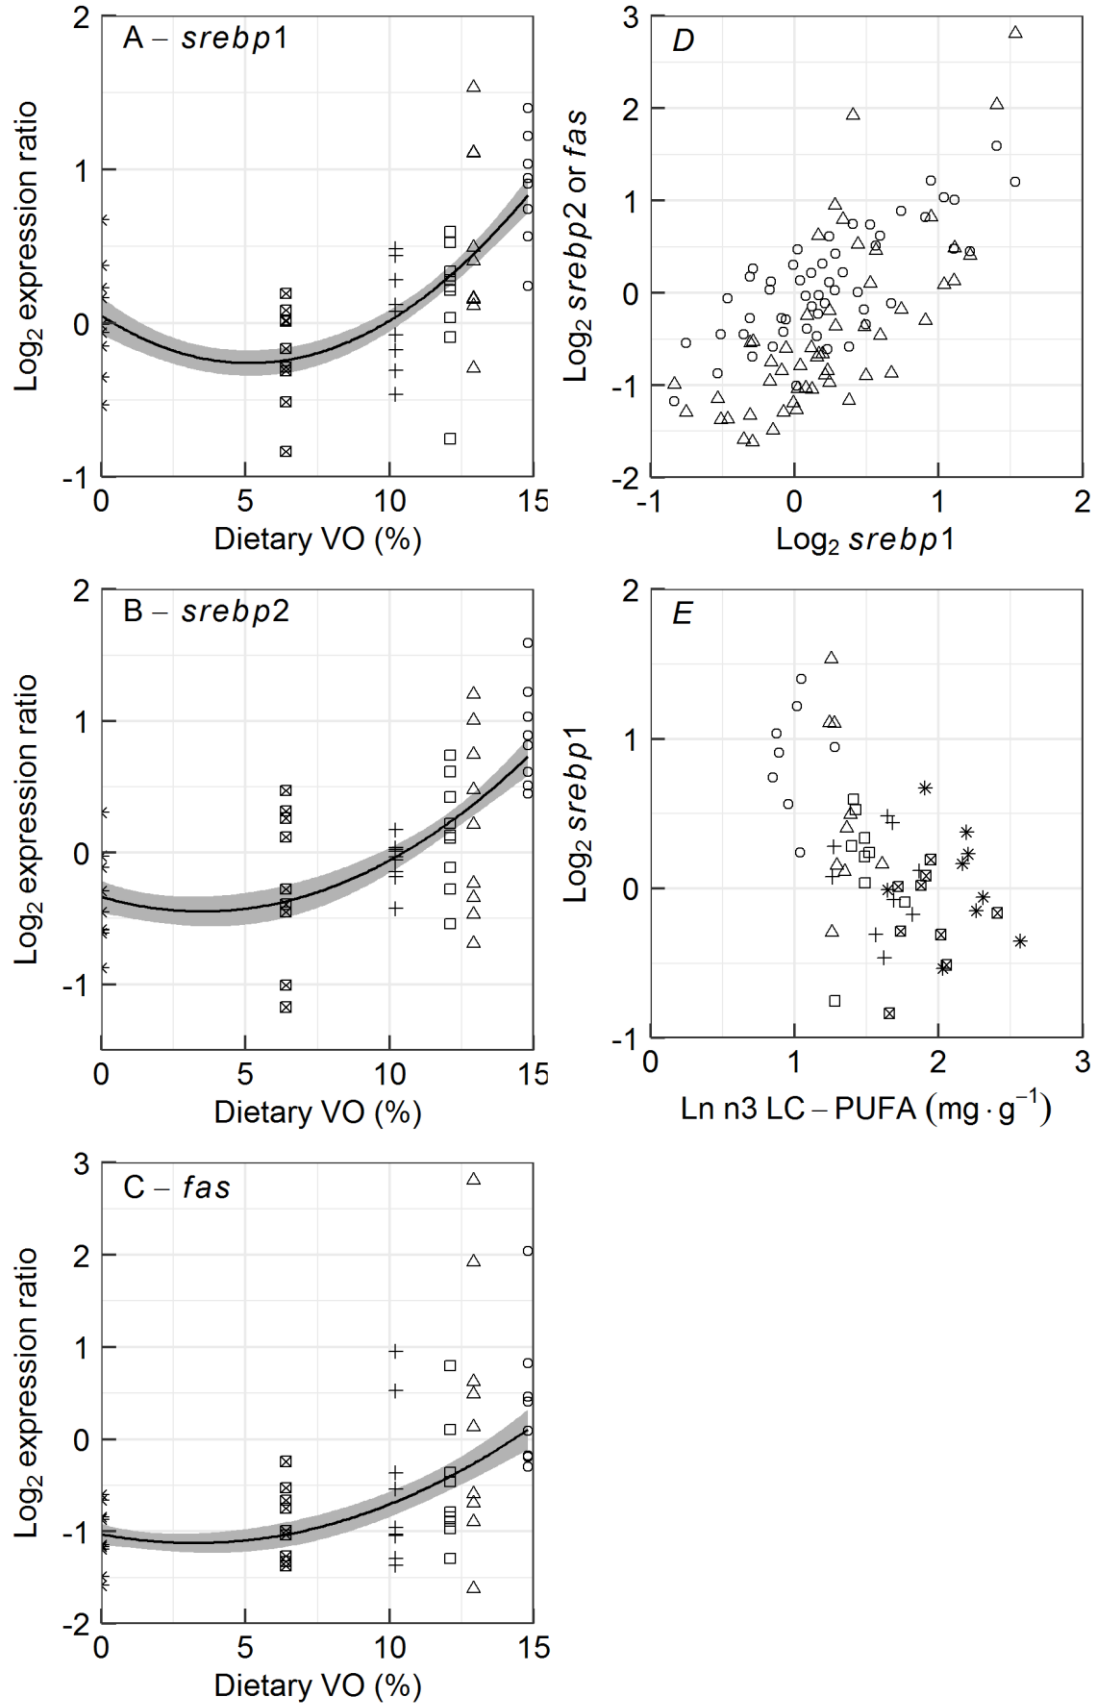 A – srebp1
2
1
0
-1
Log2 expression ratio
0 5 10 15
Dietary VO (%)
D
3
2
1
0
-1
-2
Log2 srebp2 or fas
-1 0 1 2
Log2 srebp1
B – srebp2
2
1
0
-1
Log2 expression ratio
0 5 10 15
Dietary VO (%)
E
2
1
0
-1
Log2 srebp1
0 1 2 3
Ln n3 LC – PUFA (mg · g⁻¹)
C – fas
3
2
1
0
-1
-2
Log2 expression ratio
0 5 10 15
Dietary VO (%)